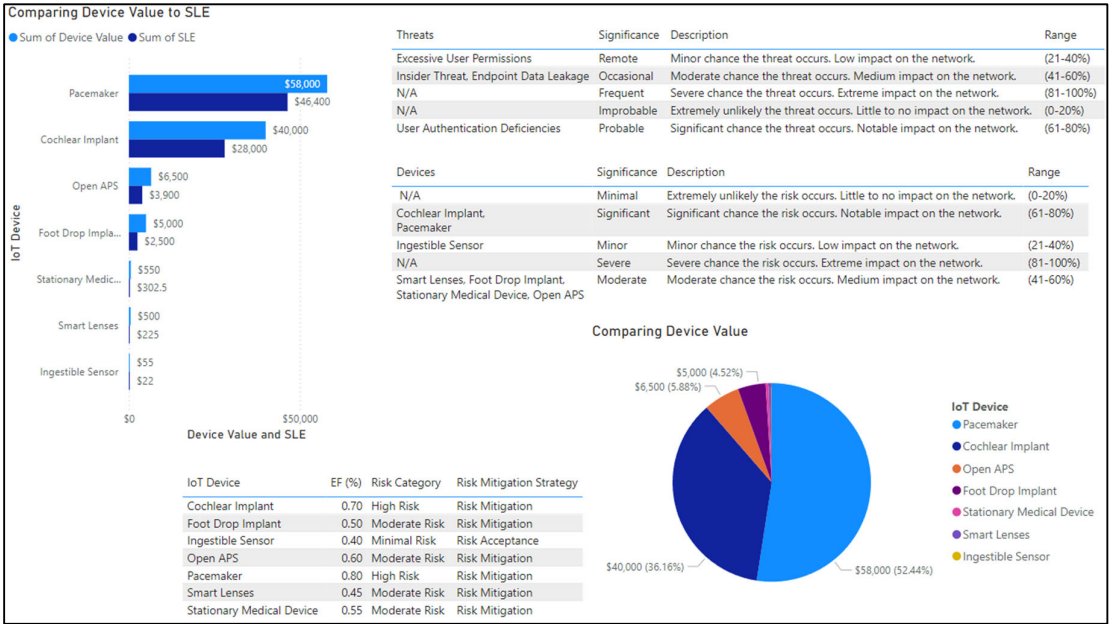 Comparing Device Value to SLE
Sum of Device Value Sum of SLE
IoT Device
Pacemaker $58,000 $46,400
Cochlear Implant $40,000 $28,000
Open APS $6,500 $3,900
Foot Drop Impla... $5,000 $2,500
Stationary Medic... $550 $302.5
Smart Lenses $500 $225
Ingestible Sensor $55 $22
$0 $50,000
Device Value and SLE
Threats Significance Description Range
Excessive User Permissions Remote Minor chance the threat occurs. Low impact on the network. (21-40%)
Insider Threat, Endpoint Data Leakage Occasional Moderate chance the threat occurs. Medium impact on the network. (41-60%)
N/A Frequent Severe chance the threat occurs. Extreme impact on the network. (81-100%)
N/A Improbable Extremely unlikely the threat occurs. Little to no impact on the network. (0-20%)
User Authentication Deficiencies Probable Significant chance the threat occurs. Notable impact on the network. (61-80%)
Devices Significance Description Range
N/A Minimal Extremely unlikely the risk occurs. Little to no impact on the network. (0-20%)
Cochlear Implant, Significant Significant chance the risk occurs. Notable impact on the network. (61-80%)
Pacemaker
Ingestible Sensor Minor Minor chance the risk occurs. Low impact on the network. (21-40%)
N/A Severe Severe chance the risk occurs. Extreme impact on the network. (81-100%)
Smart Lenses, Foot Drop Implant, Moderate Moderate chance the risk occurs. Medium impact on the network. (41-60%)
Stationary Medical Device, Open APS
IoT Device EF (%) Risk Category Risk Mitigation Strategy
Cochlear Implant 0.70 High Risk Risk Mitigation
Foot Drop Implant 0.50 Moderate Risk Risk Mitigation
Ingestible Sensor 0.40 Minimal Risk Risk Acceptance
Open APS 0.60 Moderate Risk Risk Mitigation
Pacemaker 0.80 High Risk Risk Mitigation
Smart Lenses 0.45 Moderate Risk Risk Mitigation
Stationary Medical Device 0.55 Moderate Risk Risk Mitigation
Comparing Device Value
$5,000 (4.52%)
$6,500 (5.88%)
$40,000 (36.16%)
$58,000 (52.44%)
IoT Device
Pacemaker
Cochlear Implant
Open APS
Foot Drop Implant
Stationary Medical Device
Smart Lenses
Ingestible Sensor